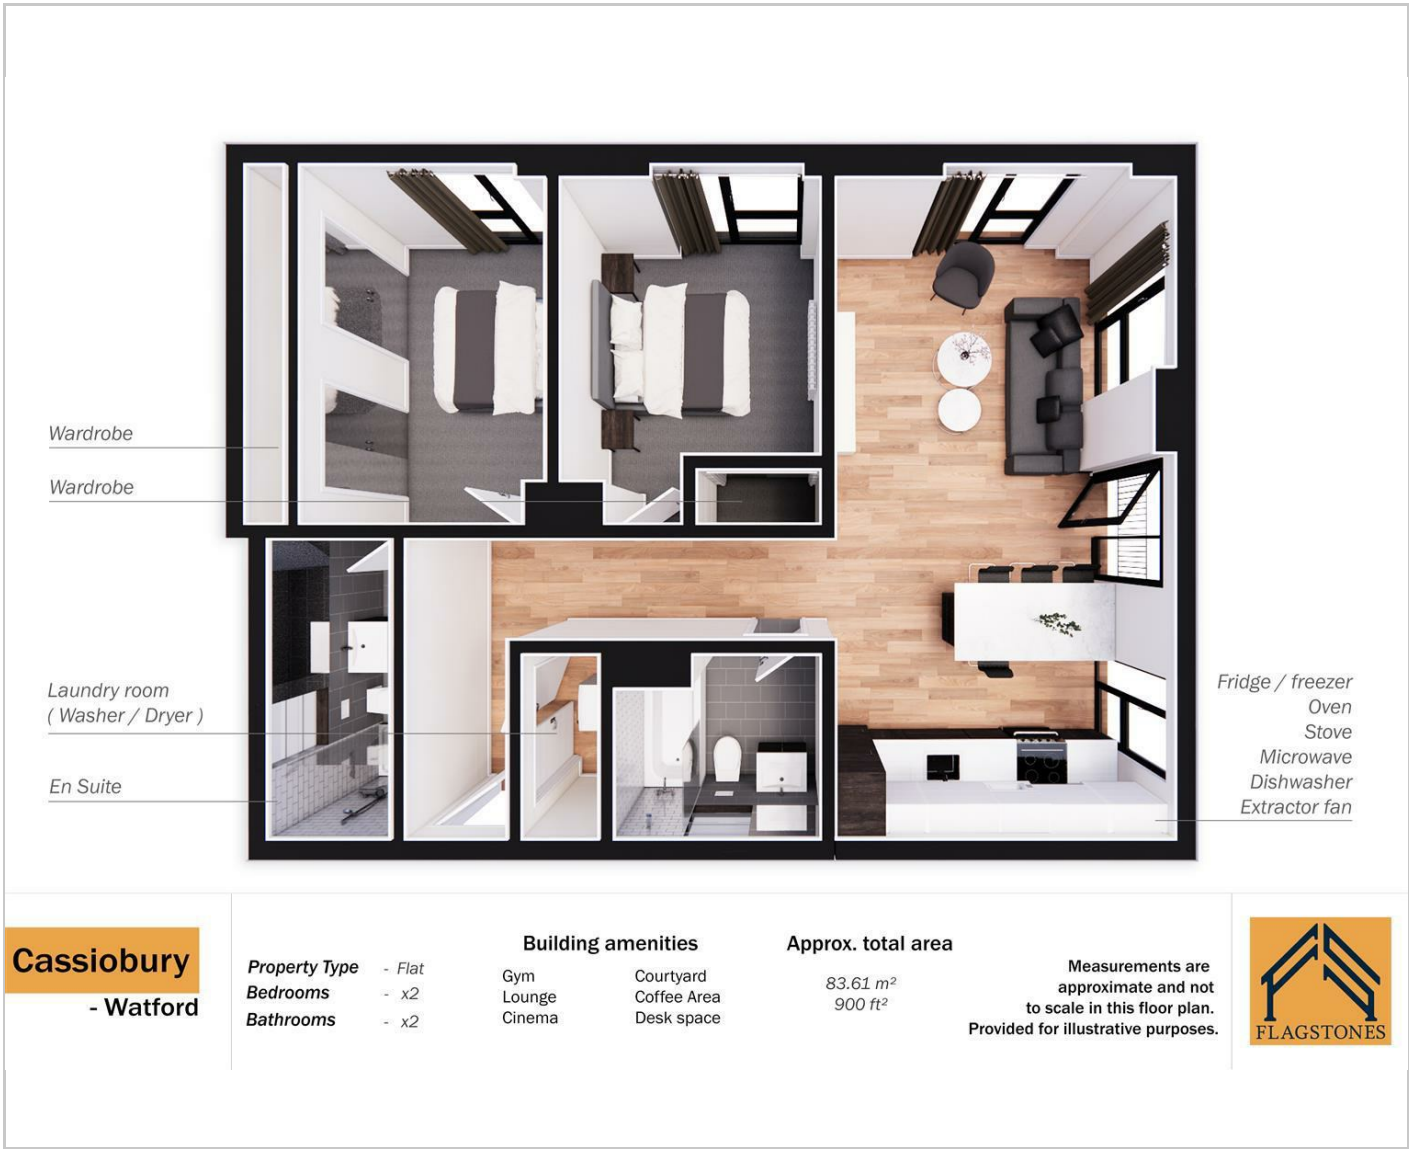 Wardrobe
Wardrobe
Laundry room
( Washer / Dryer )
En Suite
Fridge / freezer
Oven
Stove
Microwave
Dishwasher
Extractor fan
Cassiobury
- Watford
Property Type - Flat
Bedrooms - x2
Bathrooms - x2
Building amenities
Gym
Lounge
Cinema
Courtyard
Coffee Area
Desk space
Approx. total area
83.61 m²
900 ft²
Measurements are
approximate and not
to scale in this floor plan.
Provided for illustrative purposes.
FLAGSTONES